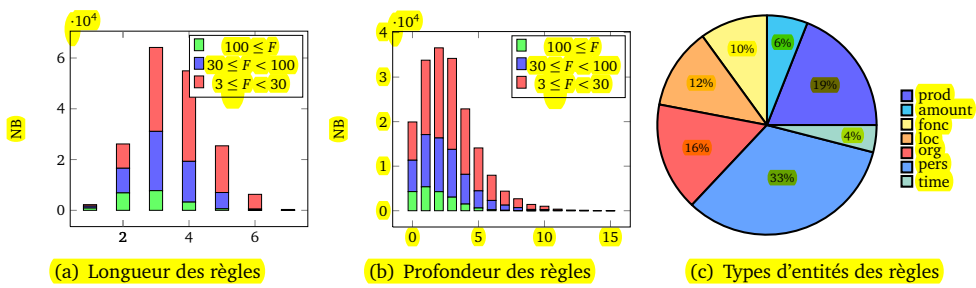 ·10⁴
6
4
2
0
NB
100 ≤ F
30 ≤ F < 100
3 ≤ F < 30
2 4 6
(a) Longueur des règles
·10⁴
4
3
2
1
0
NB
100 ≤ F
30 ≤ F < 100
3 ≤ F < 30
0 5 10 15
(b) Profondeur des règles
6%
10%
19%
12%
4%
16%
33%
prod
amount
fonc
loc
org
pers
time
(c) Types d'entités des règles